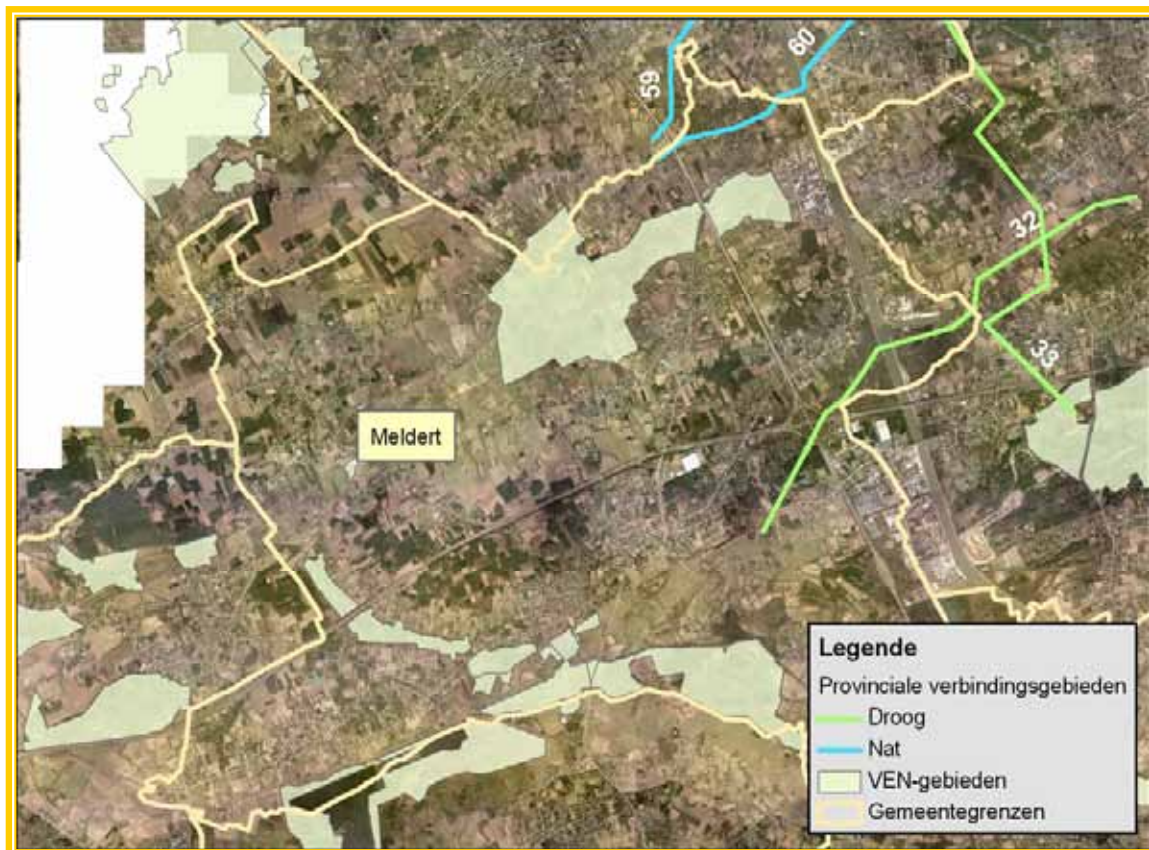 59
60
32
33
Meldert
Legende
Provinciale verbindingsgebieden
Droog
Nat
VEN-gebieden
Gemeentegrenzen